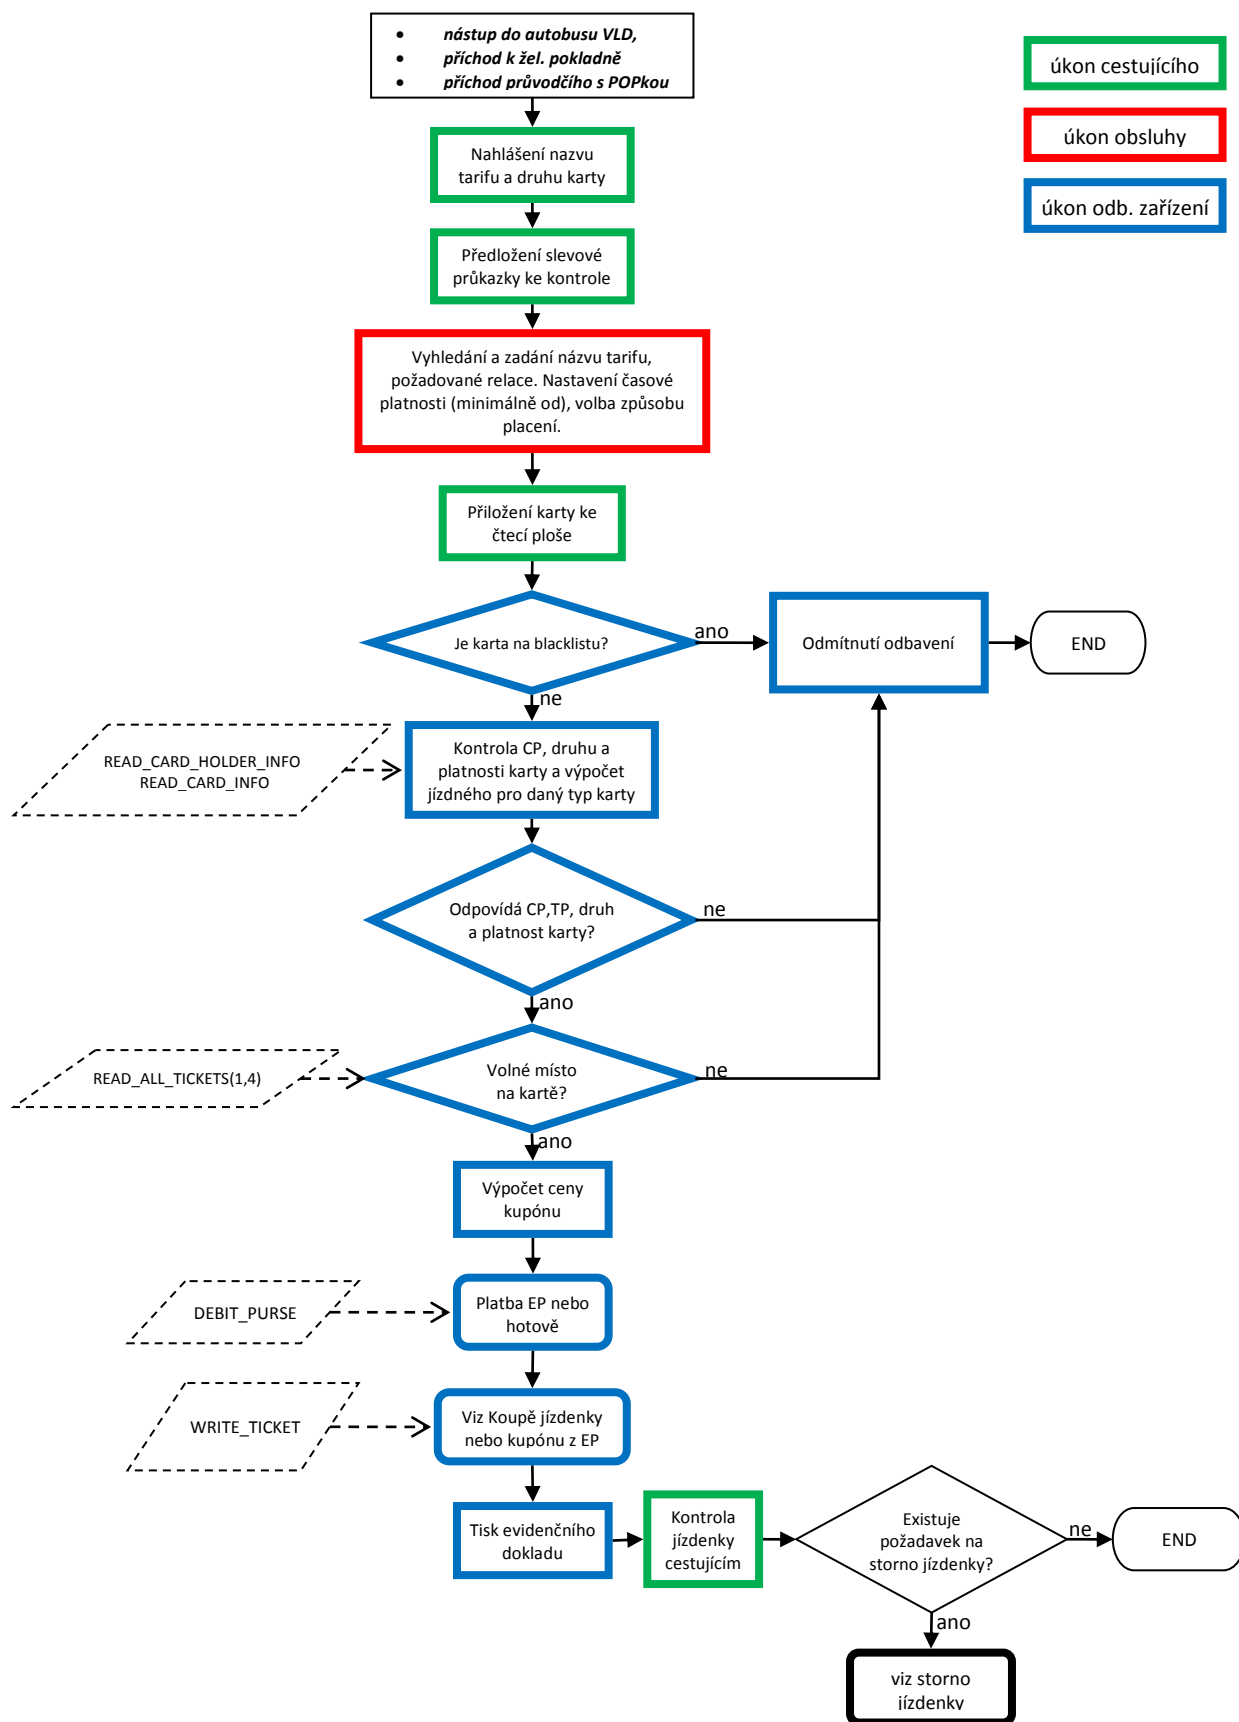 • nástup do autobusu VLD,
• příchod k žel. pokladně
• příchod průvodčího s POPkou
úkon cestujícího
úkon obsluhy
úkon odb. zařízení
Nahlášení nazvu
tarifu a druhu karty
Předložení slevové
průkazky ke kontrole
Vyhledání a zadání názvu tarifu,
požadované relace. Nastavení časové
platnosti (minimálně od), volba způsobu
placení.
Přiložení karty ke
čtecí ploše
Je karta na blacklistu?
ano
Odmítnutí odbavení
END
ne
READ_CARD_HOLDER_INFO
READ_CARD_INFO
Kontrola CP, druhu a
platnosti karty a výpočet
jízdného pro daný typ karty
Odpovídá CP,TP, druh
a platnost karty?
ne
ano
READ_ALL_TICKETS(1,4)
Volné místo
na kartě?
ne
ano
Výpočet ceny
kupónu
DEBIT_PURSE
Platba EP nebo
hotově
WRITE_TICKET
Viz Koupě jízdenky
nebo kupónu z EP
Tisk evidenčního
dokladu
Kontrola
jízdenky
cestujícím
Existuje
požadavek na
storno jízdenky?
ne
END
ano
viz storno
jízdenky